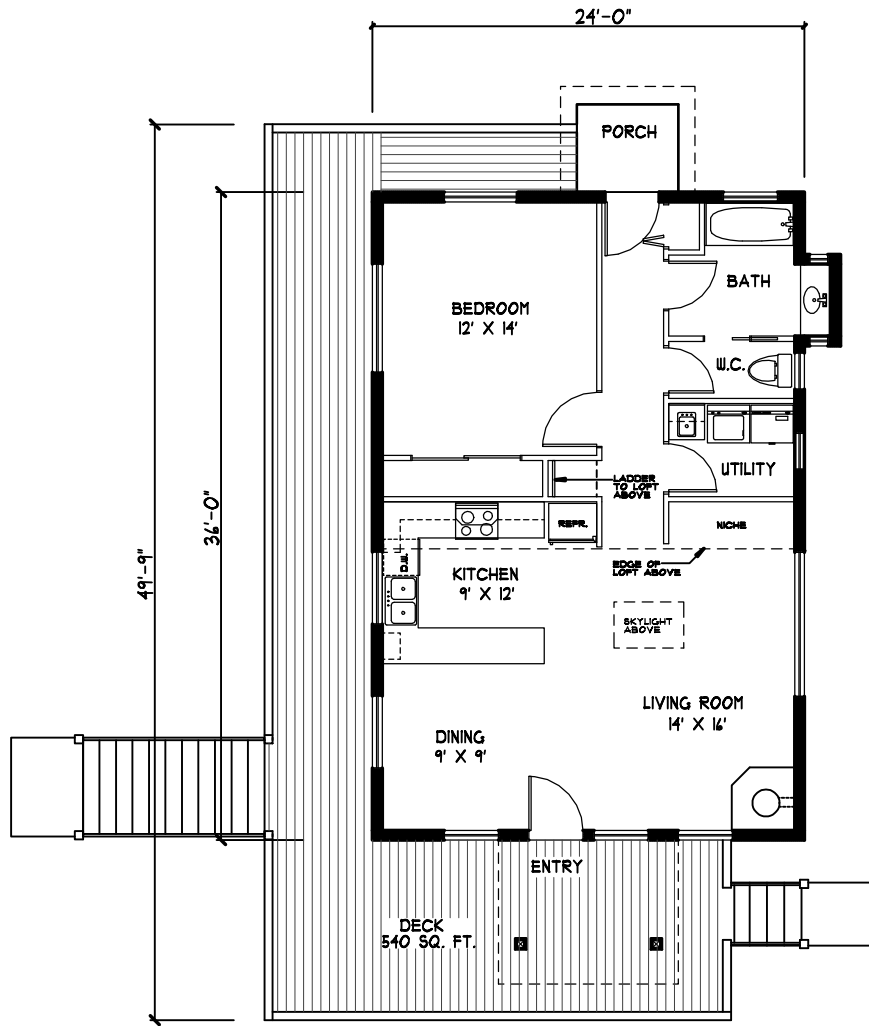 24'-0"
PORCH
BATH
BEDROOM
12' X 14'
W.C.
UTILITY
LADDER
TO LOFT
ABOVE
36'-0"
49'-9"
REFR.
NICHE
D.W.
EDGE OF
LOFT ABOVE
KITCHEN
9' X 12'
SKYLIGHT
ABOVE
LIVING ROOM
14' X 16'
DINING
9' X 9'
ENTRY
DECK
540 SQ. FT.